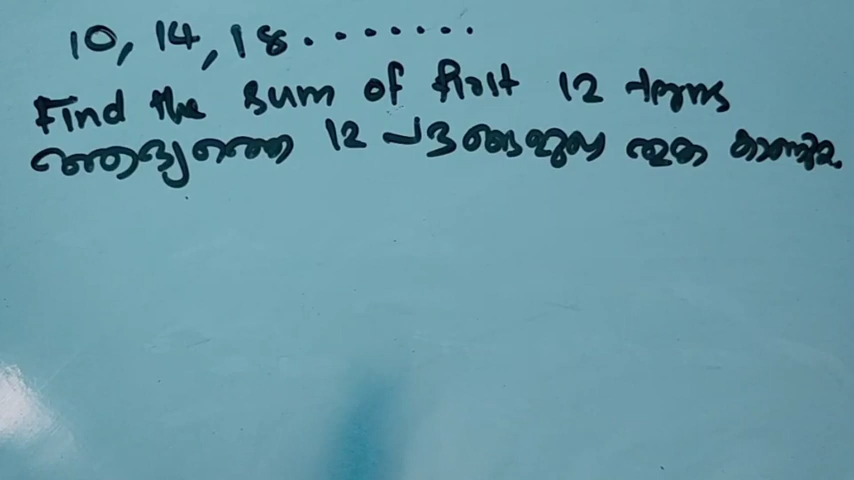 10, 14, 18........
Find the sum of first 12 terms
ആദ്യത്തെ 12 പദങ്ങളുടെ തുക കാണുക.